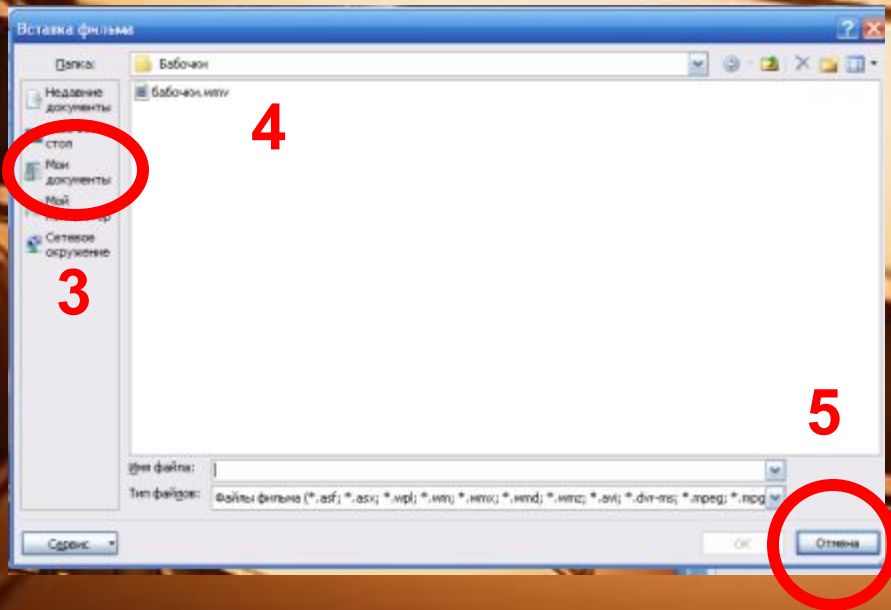 Вставка фильма
Папка: Бабочки
Недавние документы
бабочки.wmv
4
стол
Мои документы
Мой
Сетевое окружение
3
5
Имя файла:
Тип файлов: Файлы фильма (*.asf; *.asx; *.wpl; *.wm; *.wmx; *.wmd; *.wmz; *.avi; *.dvr-ms; *.mpeg; *.mpg
Сервис
ОК
Отмена